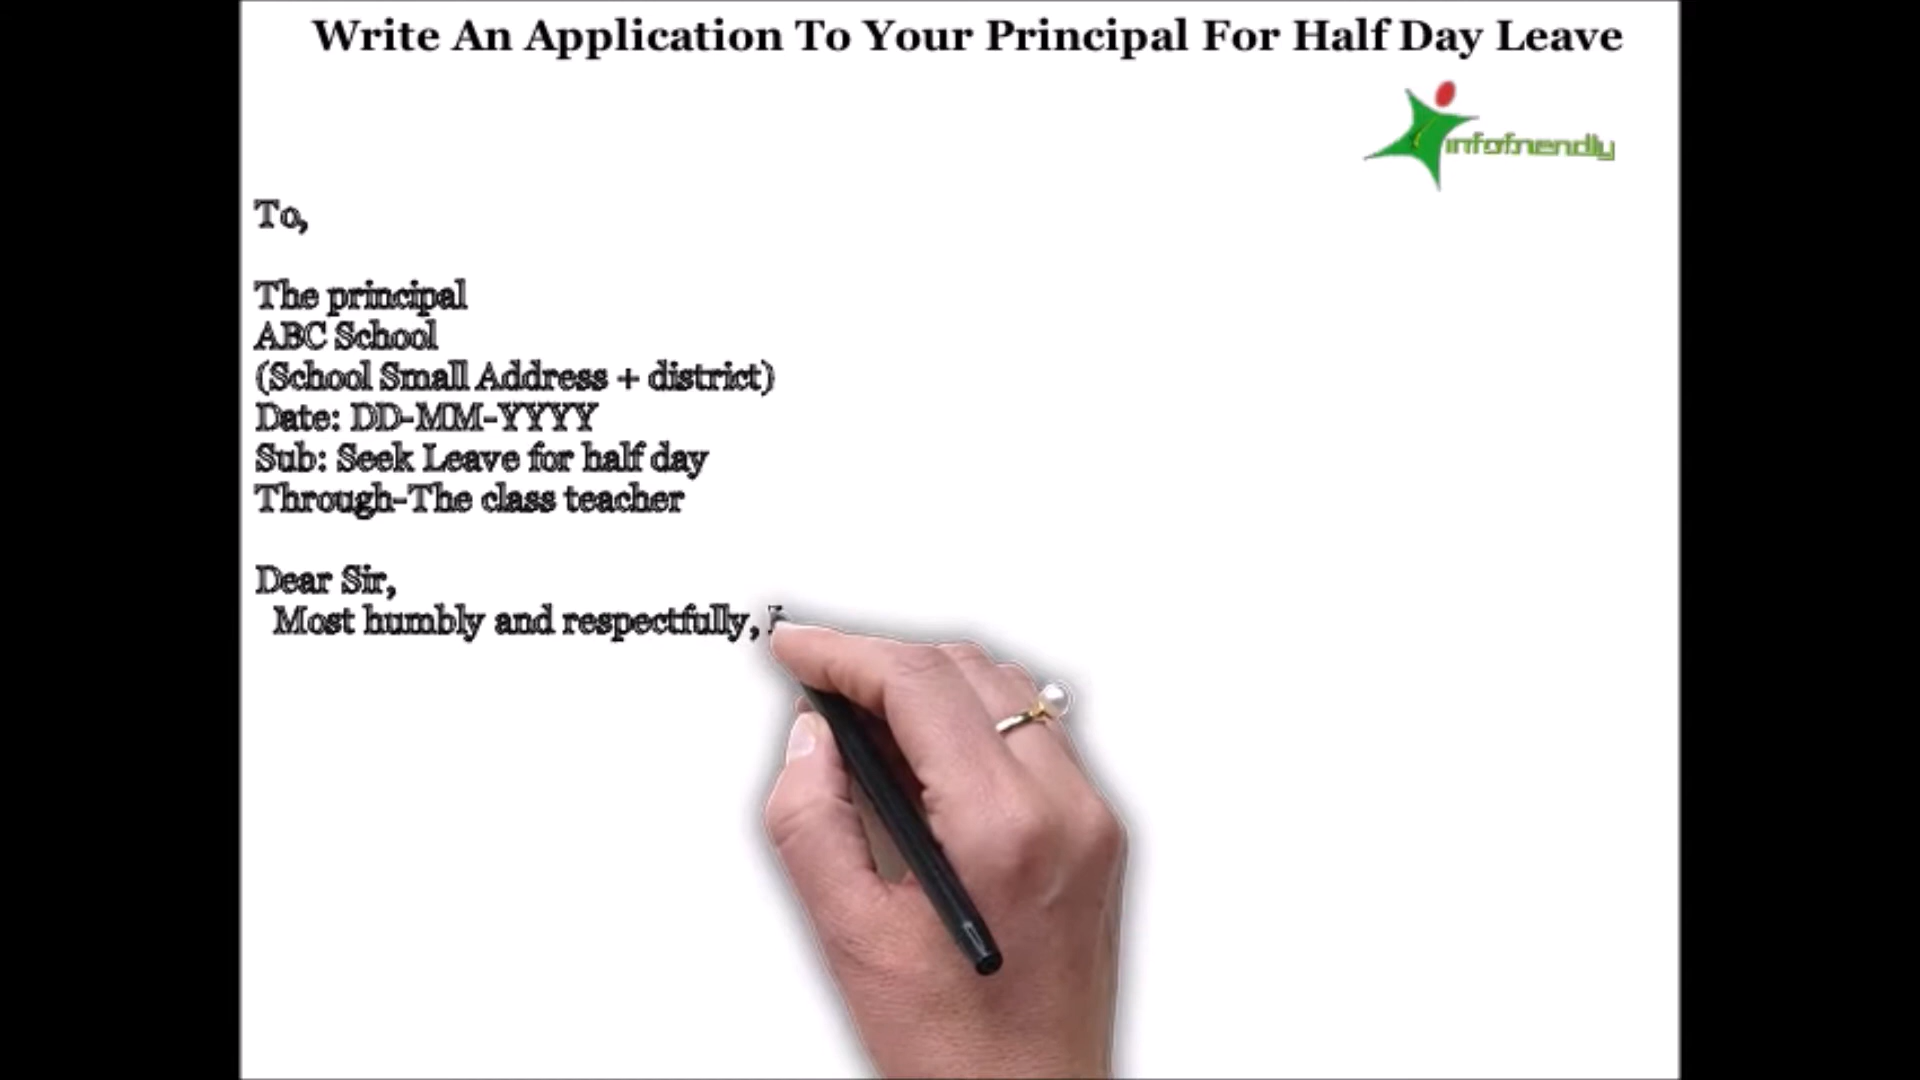 Write An Application To Your Principal For Half Day Leave
infofriendly
To,
The principal
ABC School
(School Small Address + district)
Date: DD-MM-YYYY
Sub: Seek Leave for half day
Through-The class teacher
Dear Sir,
Most humbly and respectfully,